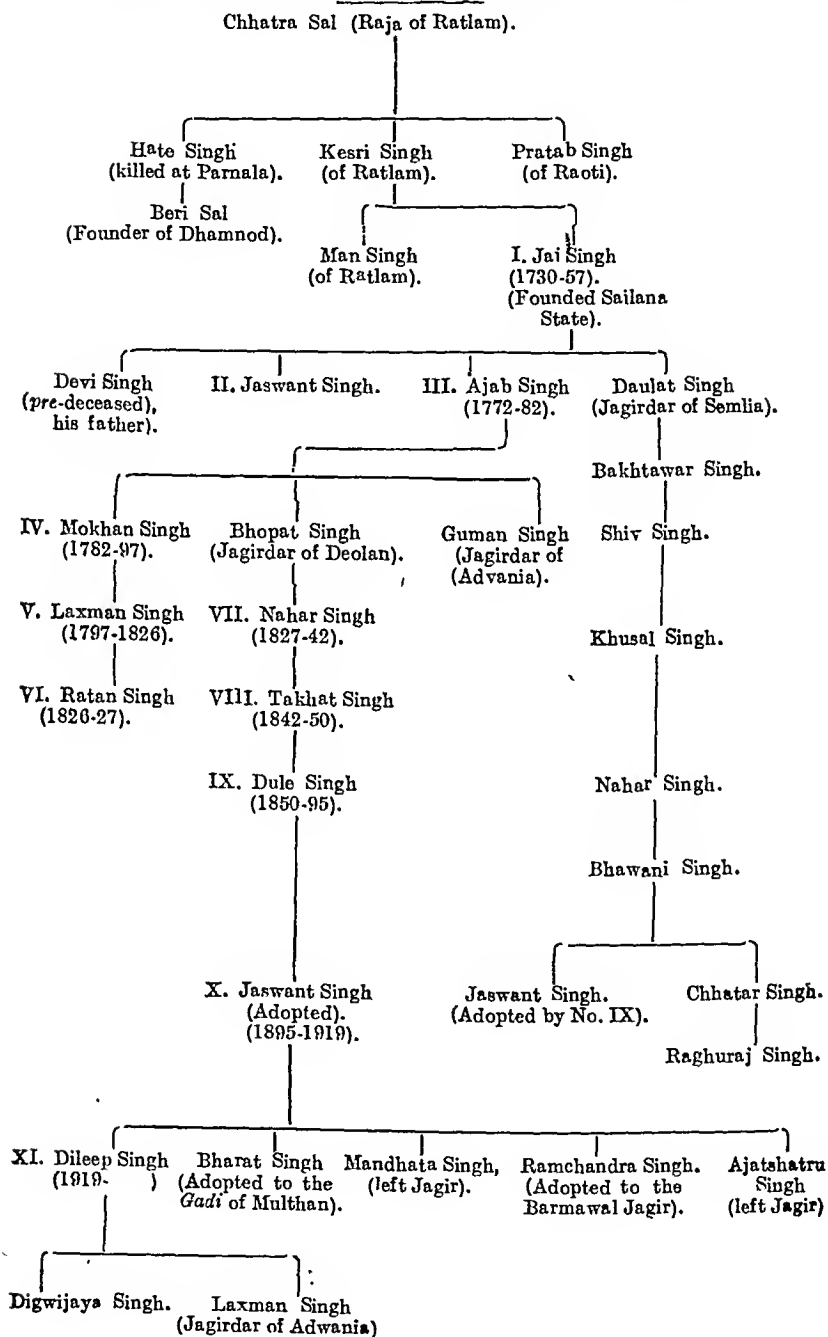 Chhatra Sal (Raja of Ratlam).
Hate Singh
(killed at Parnala).
Beri Sal
(Founder of Dhamnod).
Kesri Singh
(of Ratlam).
Pratab Singh
(of Raoti).
Man Singh
(of Ratlam).
I. Jai Singh
(1730-57).
(Founded Sailana
State).
Devi Singh
(pre-deceased),
his father).
II. Jaswant Singh.
III. Ajab Singh
(1772-82).
Daulat Singh
(Jagirdar of Semlia).
Bakhtawar Singh.
IV. Mokhan Singh
(1782-97).
Bhopat Singh
(Jagirdar of Deolan).
Guman Singh
(Jagirdar of
(Advania).
Shiv Singh.
V. Laxman Singh
(1797-1826).
VII. Nahar Singh
(1827-42).
Khusal Singh.
VI. Ratan Singh
(1826-27).
VIII. Takhat Singh
(1842-50).
IX. Dule Singh
(1850-95).
Nahar Singh.
Bhawani Singh.
X. Jaswant Singh
(Adopted).
(1895-1919).
Jaswant Singh.
(Adopted by No. IX).
Chhatar Singh.
Raghuraj Singh.
XI. Dileep Singh
(1919- )
Bharat Singh
(Adopted to the
Gadi of Multhan).
Mandhata Singh,
(left Jagir).
Ramchandra Singh.
(Adopted to the
Barmawal Jagir).
Ajatshatru
Singh
(left Jagir)
Digwijaya Singh.
Laxman Singh
(Jagirdar of Adwania)